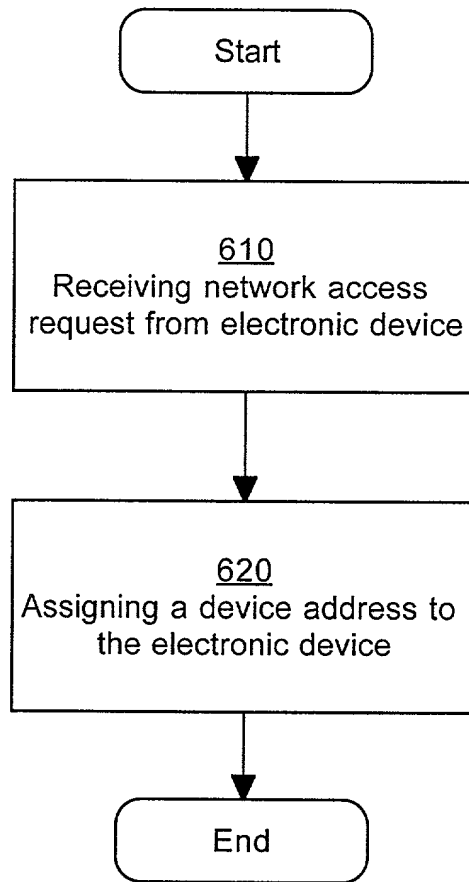 Start
610
Receiving network access
request from electronic device
620
Assigning a device address to
the electronic device
End